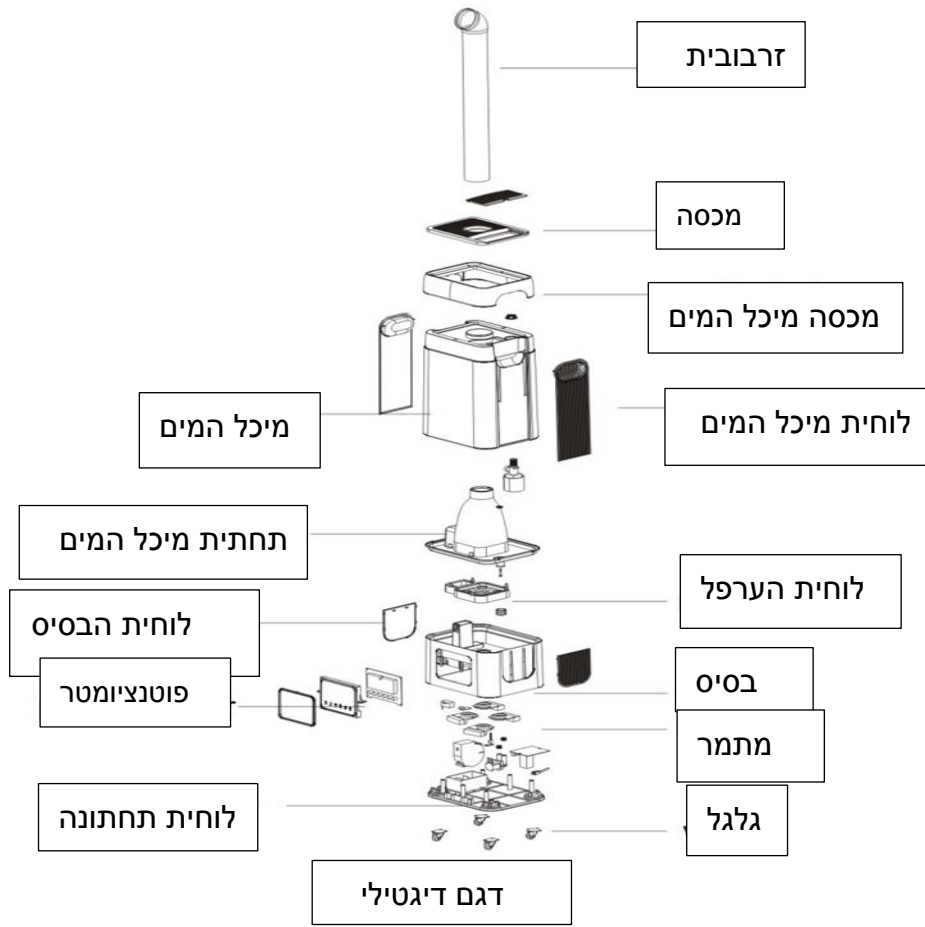 זרבובית
מכסה
מכסה מיכל המים
לוחית מיכל המים
מיכל המים
תחתית מיכל המים
לוחית הערפל
לוחית הבסיס
בסיס
פוטנציומטר
מתמר
לוחית תחתונה
גלגל
דגם דיגטילי